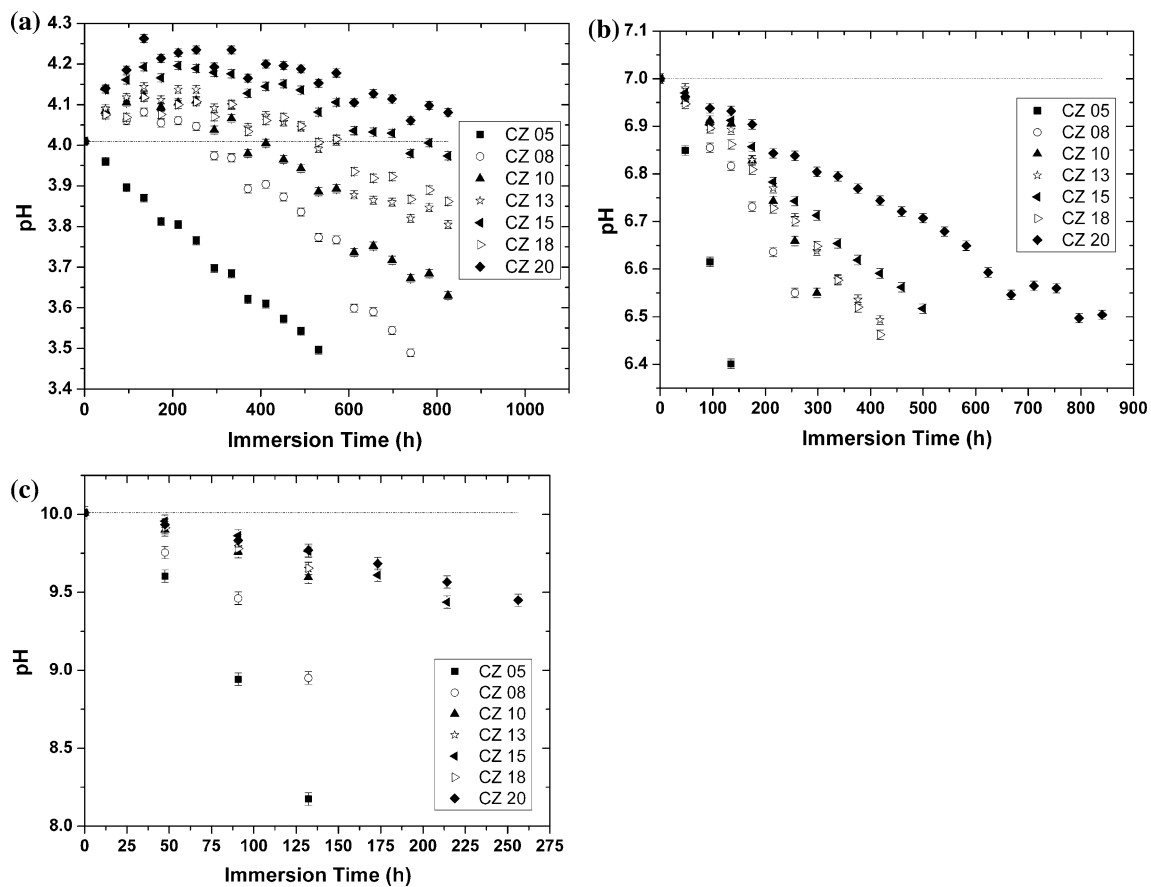 (a)
4.3
4.2
4.1
4.0
3.9
3.8
3.7
3.6
3.5
3.4
pH
0 200 400 600 800 1000
Immersion Time (h)
CZ 05
CZ 08
CZ 10
CZ 13
CZ 15
CZ 18
CZ 20
(b)
7.1
7.0
6.9
6.8
6.7
6.6
6.5
6.4
pH
0 100 200 300 400 500 600 700 800 900
Immersion Time (h)
CZ 05
CZ 08
CZ 10
CZ 13
CZ 15
CZ 18
CZ 20
(c)
10.0
9.5
9.0
8.5
8.0
pH
0 25 50 75 100 125 150 175 200 225 250 275
Immersion Time (h)
CZ 05
CZ 08
CZ 10
CZ 13
CZ 15
CZ 18
CZ 20